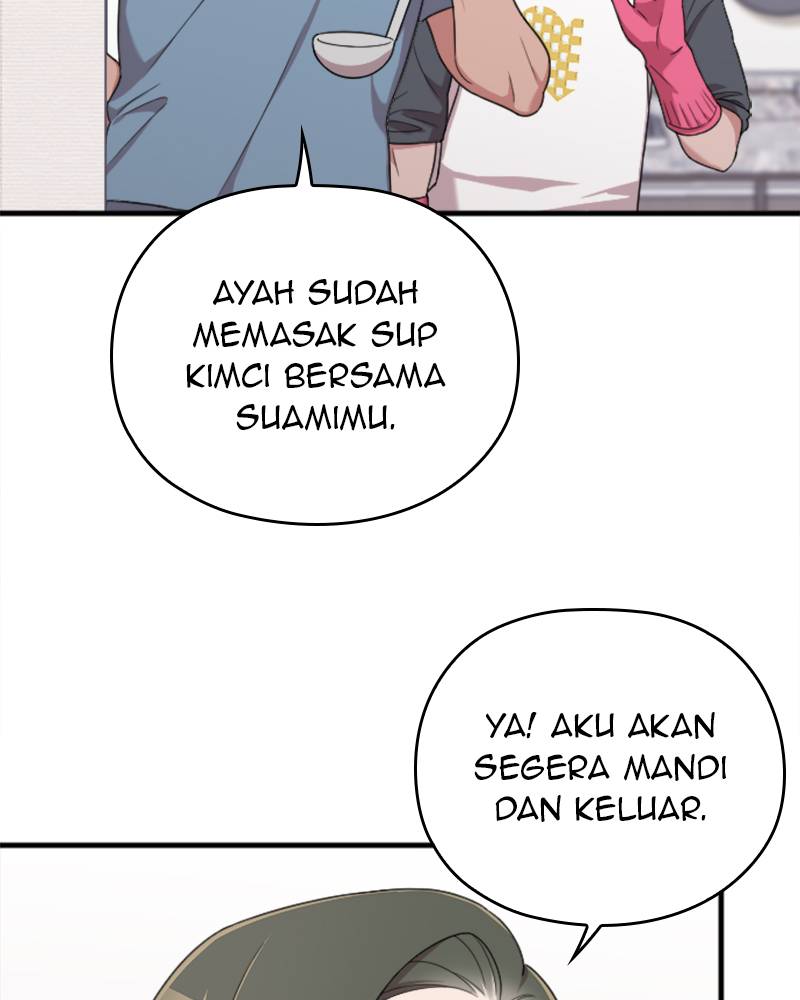 AYAH SUDAH
MEMASAK SUP
KIMCI BERSAMA
SUAMIMU.
YA! AKU AKAN
SEGERA MANDI
DAN KELUAR.